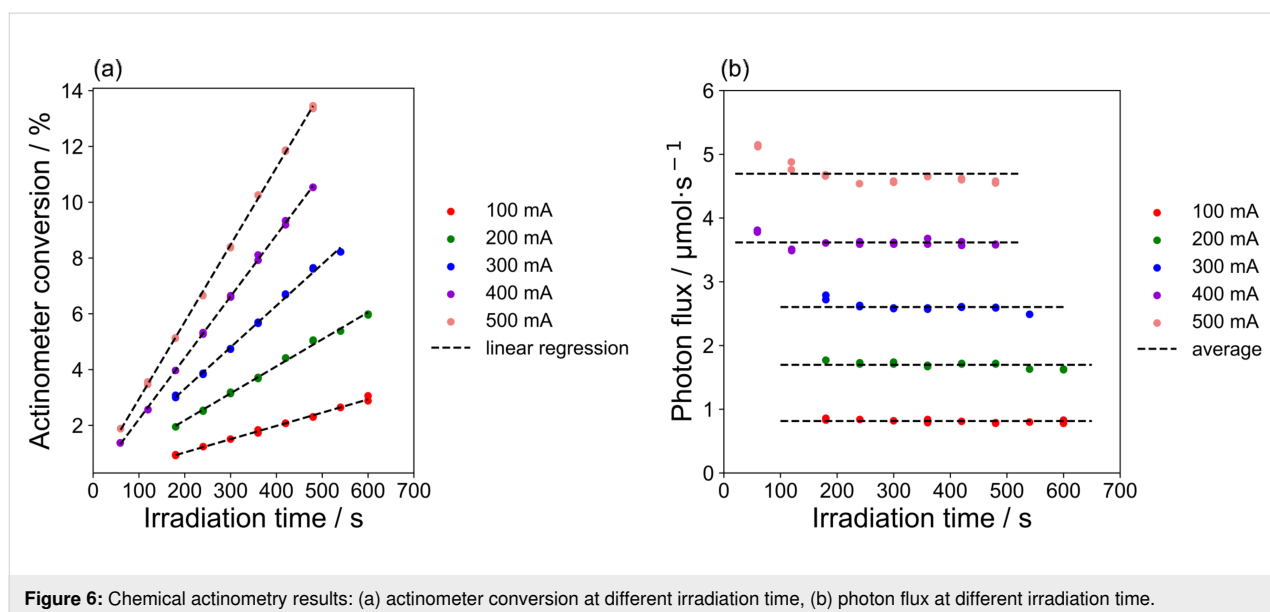 (a)
Actinometer conversion / %
14
12
10
8
6
4
2
0 100 200 300 400 500 600 700
Irradiation time / s
100 mA
200 mA
300 mA
400 mA
500 mA
linear regression
(b)
Photon flux / μmol·s⁻¹
6
5
4
3
2
1
0
0 100 200 300 400 500 600 700
Irradiation time / s
100 mA
200 mA
300 mA
400 mA
500 mA
average
Figure 6: Chemical actinometry results: (a) actinometer conversion at different irradiation time, (b) photon flux at different irradiation time.